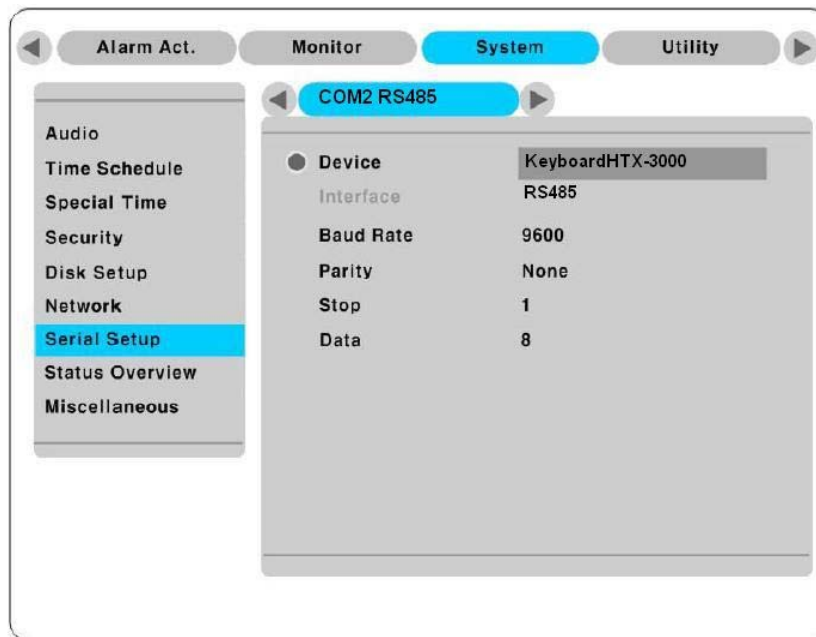 Alarm Act. Monitor System Utility
COM2 RS485
Audio
Time Schedule
Special Time
Security
Disk Setup
Network
Serial Setup
Status Overview
Miscellaneous
Device KeyboardHTX-3000
Interface RS485
Baud Rate 9600
Parity None
Stop 1
Data 8